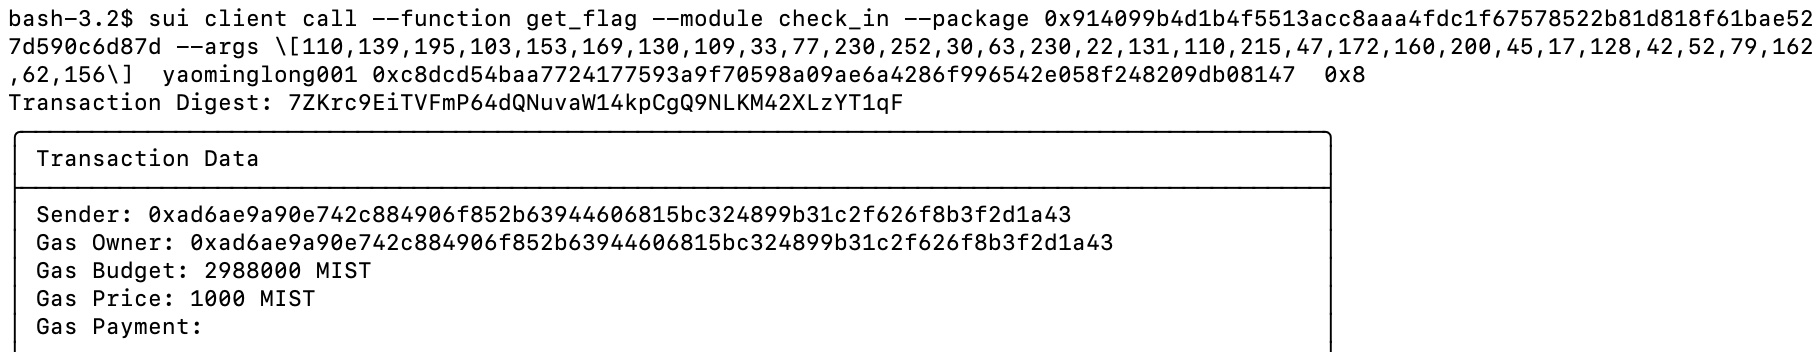 bash-3.2$ sui client call --function get_flag --module check_in --package 0x914099b4d1b4f5513acc8aaa4fdc1f67578522b81d818f61bae52
7d590c6d87d --args \[110,139,195,103,153,169,130,109,33,77,230,252,30,63,230,22,131,110,215,47,172,160,200,45,17,128,42,52,79,162
,62,156\]  yaominglong001 0xc8dcd54baa7724177593a9f70598a09ae6a4286f996542e058f248209db08147  0x8
Transaction Digest: 7ZKrc9EiTVFmP64dQNuvaW14kpCgQ9NLKM42XLzYT1qF
Transaction Data
Sender: 0xad6ae9a90e742c884906f852b63944606815bc324899b31c2f626f8b3f2d1a43
Gas Owner: 0xad6ae9a90e742c884906f852b63944606815bc324899b31c2f626f8b3f2d1a43
Gas Budget: 2988000 MIST
Gas Price: 1000 MIST
Gas Payment: